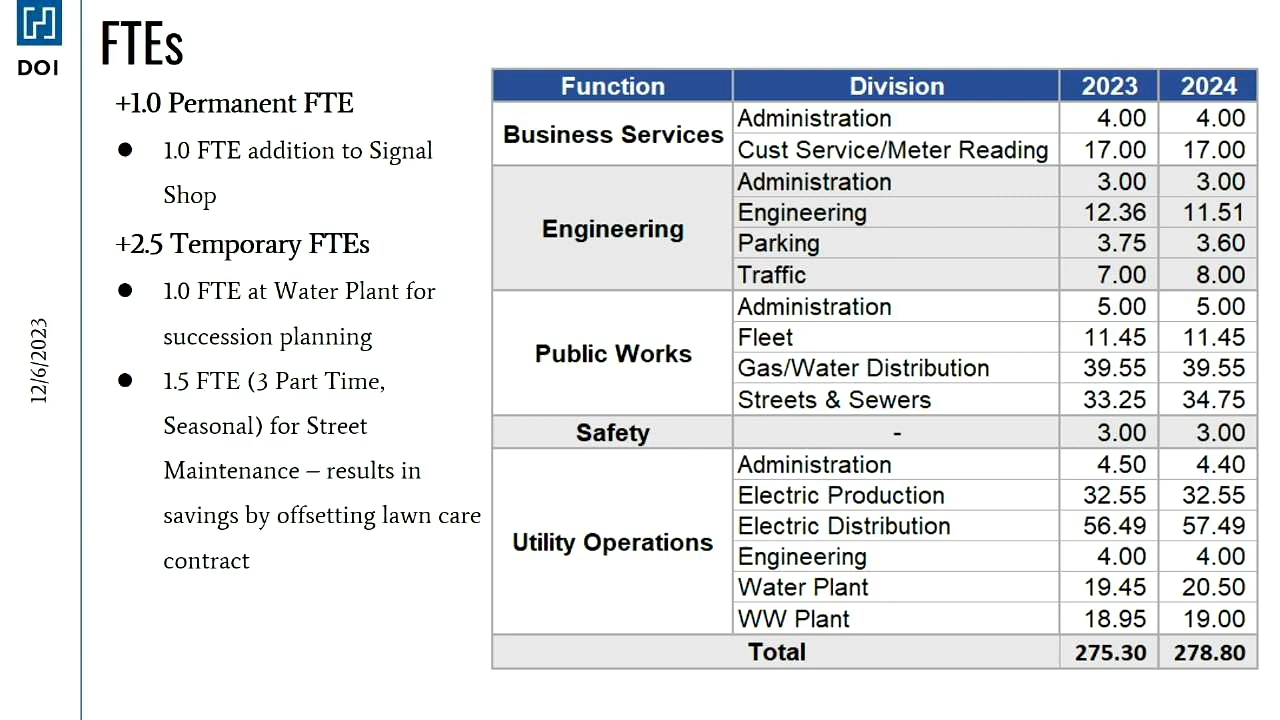 DOI
FTEs
+1.0 Permanent FTE
● 1.0 FTE addition to Signal
Shop
+2.5 Temporary FTEs
● 1.0 FTE at Water Plant for
succession planning
● 1.5 FTE (3 Part Time,
Seasonal) for Street
Maintenance – results in
savings by offsetting lawn care
contract
12/6/2023
Function Division 2023 2024
Business Services
Administration 4.00 4.00
Cust Service/Meter Reading 17.00 17.00
Engineering
Administration 3.00 3.00
Engineering 12.36 11.51
Parking 3.75 3.60
Traffic 7.00 8.00
Public Works
Administration 5.00 5.00
Fleet 11.45 11.45
Gas/Water Distribution 39.55 39.55
Streets & Sewers 33.25 34.75
Safety - 3.00 3.00
Utility Operations
Administration 4.50 4.40
Electric Production 32.55 32.55
Electric Distribution 56.49 57.49
Engineering 4.00 4.00
Water Plant 19.45 20.50
WW Plant 18.95 19.00
Total 275.30 278.80